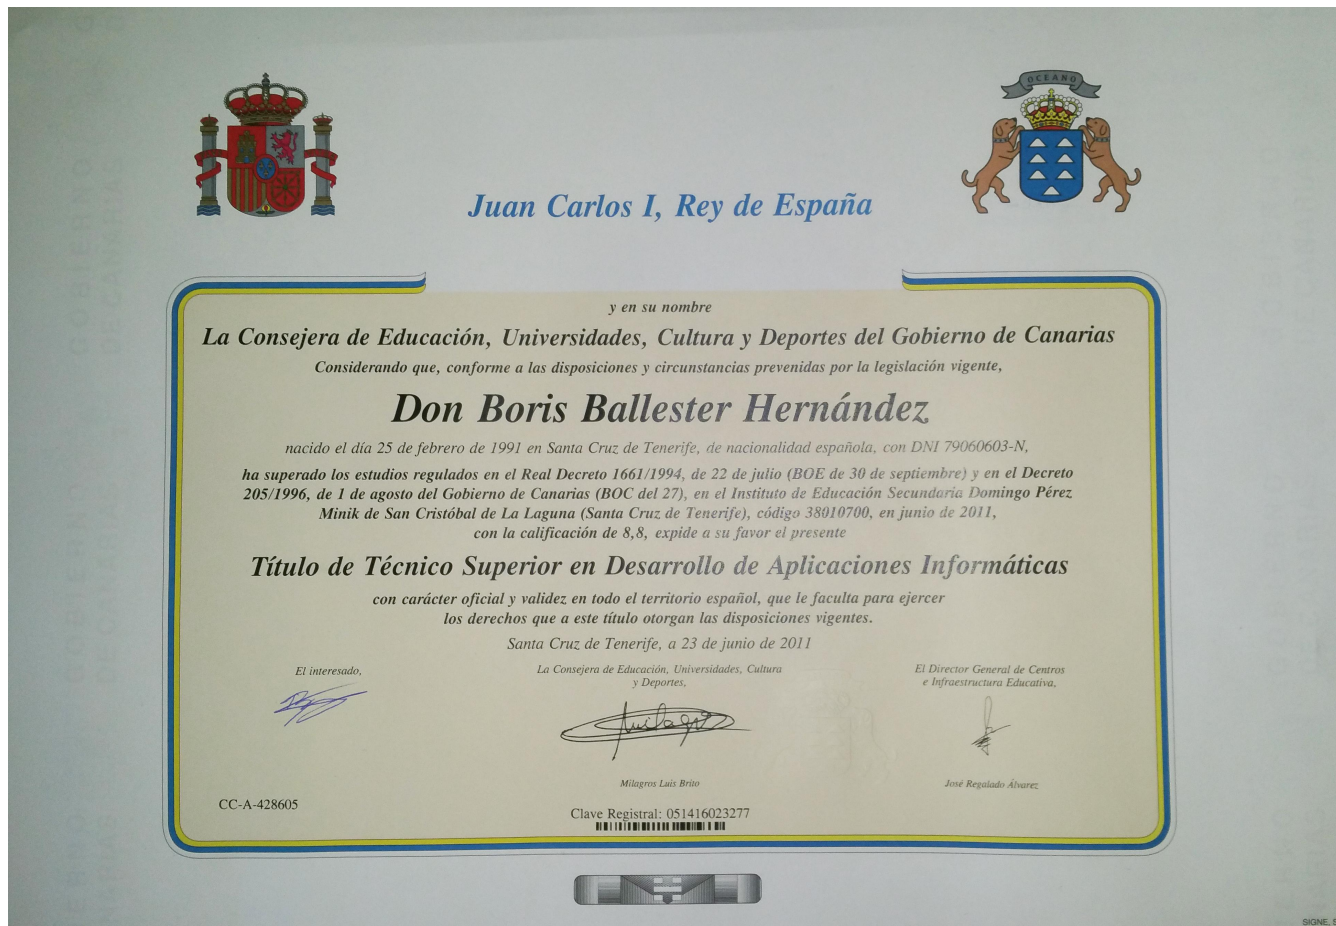 OCEANO
Juan Carlos I, Rey de España
y en su nombre
La Consejera de Educación, Universidades, Cultura y Deportes del Gobierno de Canarias
Considerando que, conforme a las disposiciones y circunstancias prevenidas por la legislación vigente,
Don Boris Ballester Hernández
nacido el día 25 de febrero de 1991 en Santa Cruz de Tenerife, de nacionalidad española, con DNI 79060603-N,
ha superado los estudios regulados en el Real Decreto 1661/1994, de 22 de julio (BOE de 30 de septiembre) y en el Decreto
205/1996, de 1 de agosto del Gobierno de Canarias (BOC del 27), en el Instituto de Educación Secundaria Domingo Pérez
Minik de San Cristóbal de La Laguna (Santa Cruz de Tenerife), código 38010700, en junio de 2011,
con la calificación de 8,8, expide a su favor el presente
Título de Técnico Superior en Desarrollo de Aplicaciones Informáticas
con carácter oficial y validez en todo el territorio español, que le faculta para ejercer
los derechos que a este título otorgan las disposiciones vigentes.
Santa Cruz de Tenerife, a 23 de junio de 2011
El interesado,
La Consejera de Educación, Universidades, Cultura
y Deportes,
El Director General de Centros
e Infraestructura Educativa,
Milagros Luis Brito
José Regalado Álvarez
CC-A-428605
Clave Registral: 051416023277
SIGNE, S